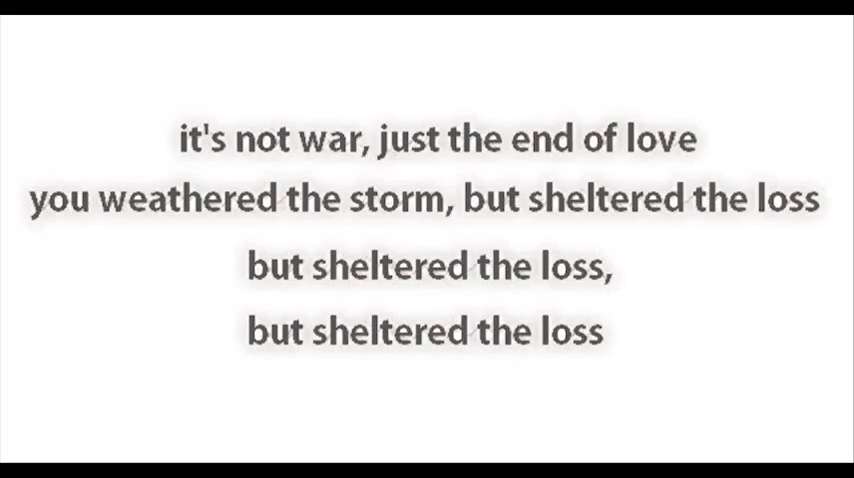 it's not war, just the end of love
you weathered the storm, but sheltered the loss
but sheltered the loss,
but sheltered the loss